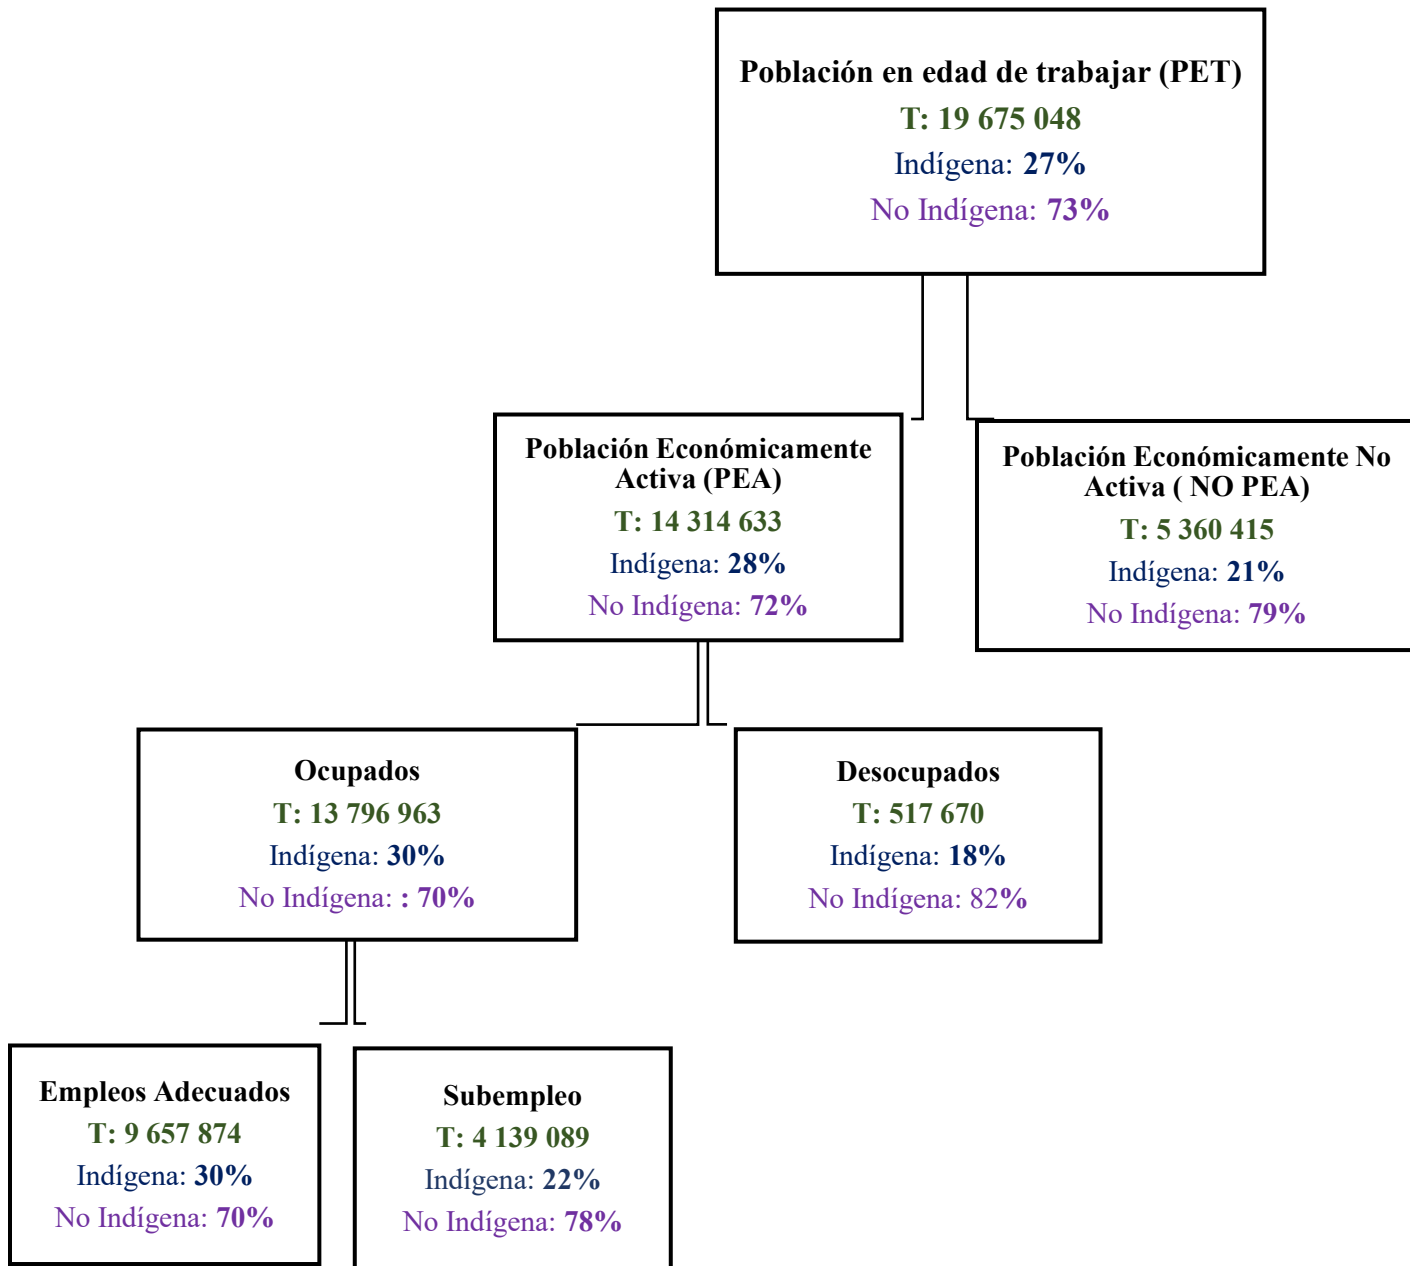 Población en edad de trabajar (PET)
T: 19 675 048
Indígena: 27%
No Indígena: 73%
Población Económicamente
Activa (PEA)
T: 14 314 633
Indígena: 28%
No Indígena: 72%
Población Económicamente No
Activa ( NO PEA)
T: 5 360 415
Indígena: 21%
No Indígena: 79%
Ocupados
T: 13 796 963
Indígena: 30%
No Indígena: : 70%
Desocupados
T: 517 670
Indígena: 18%
No Indígena: 82%
Empleos Adecuados
T: 9 657 874
Indígena: 30%
No Indígena: 70%
Subempleo
T: 4 139 089
Indígena: 22%
No Indígena: 78%